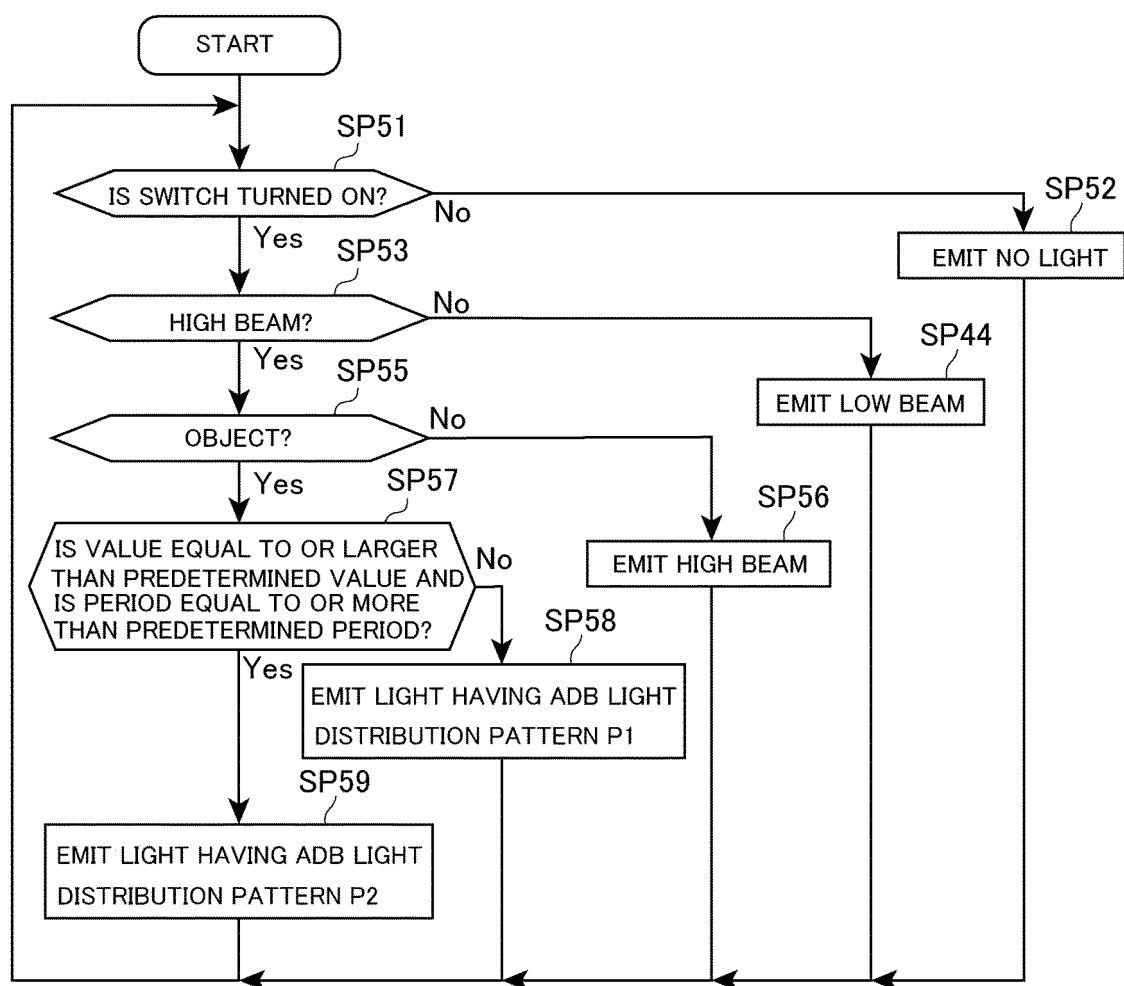 START
SP51
IS SWITCH TURNED ON?
No
SP52
Yes
EMIT NO LIGHT
SP53
HIGH BEAM?
No
SP44
Yes
EMIT LOW BEAM
SP55
OBJECT?
No
Yes
SP57
SP56
IS VALUE EQUAL TO OR LARGER
THAN PREDETERMINED VALUE AND
IS PERIOD EQUAL TO OR MORE
THAN PREDETERMINED PERIOD?
No
EMIT HIGH BEAM
SP58
Yes
EMIT LIGHT HAVING ADB LIGHT
DISTRIBUTION PATTERN P1
SP59
EMIT LIGHT HAVING ADB LIGHT
DISTRIBUTION PATTERN P2